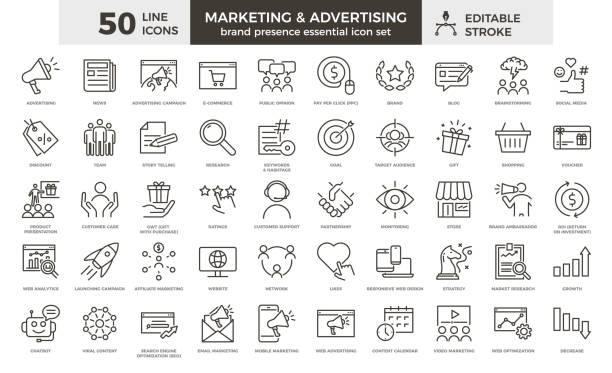 50 LINE ICONS
MARKETING & ADVERTISING
brand presence essential icon set
EDITABLE STROKE
ADVERTISING NEWS ADVERTISING CAMPAIGN E-COMMERCE PUBLIC OPINION PAY PER CLICK (PPC) BRAND BLOG BRAINSTORMING SOCIAL MEDIA
DISCOUNT TEAM STORY TELLING RESEARCH KEYWORDS & HASHTAGS GOAL TARGET AUDIENCE GIFT SHOPPING VOUCHER
PRODUCT PRESENTATION CUSTOMER CARE GWT (GIFT WITH PURCHASE) RATINGS CUSTOMER SUPPORT PARTNERSHIP MONITORING STORE BRAND AMBASSADOR ROI (RETURN ON INVESTMENT)
WEB ANALYTICS LAUNCHING CAMPAIGN AFFILIATE MARKETING WEBSITE NETWORK LIKES RESPONSIVE WEB DESIGN STRATEGY MARKET RESEARCH GROWTH
CHATBOT VIRAL CONTENT SEARCH ENGINE OPTIMIZATION (SEO) EMAIL MARKETING MOBILE MARKETING WEB ADVERTISING CONTENT CALENDAR VIDEO MARKETING WEB OPTIMIZATION DECREASE